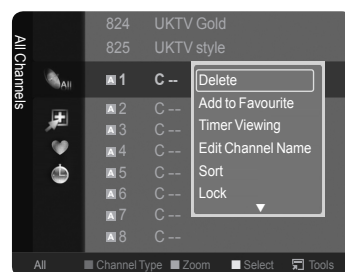 All Channels
824 UKTV Gold
825 UKTV style
All
A 1 C --
A 2 C --
A 3 C --
A 4 C --
A 5 C --
A 6 C --
A 7 C --
A 8 C --
Delete
Add to Favourite
Timer Viewing
Edit Channel Name
Sort
Lock
All Channel Type Zoom Select Tools